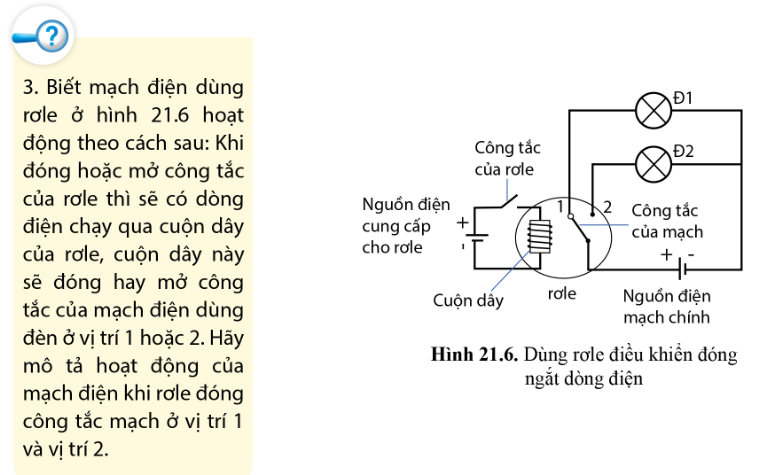 ?
3. Biết mạch điện dùng
rơle ở hình 21.6 hoạt
động theo cách sau: Khi
đóng hoặc mở công tắc
của rơle thì sẽ có dòng
điện chạy qua cuộn dây
của rơle, cuộn dây này
sẽ đóng hay mở công
tắc của mạch điện dùng
đèn ở vị trí 1 hoặc 2. Hãy
mô tả hoạt động của
mạch điện khi rơle đóng
công tắc mạch ở vị trí 1
và vị trí 2.
Đ1
Đ2
Công tắc
của rơle
Nguồn điện
cung cấp
cho rơle
+
-
1
2
Công tắc
của mạch
+ -
Cuộn dây
rơle
Nguồn điện
mạch chính
Hình 21.6. Dùng rơle điều khiển đóng
ngắt dòng điện